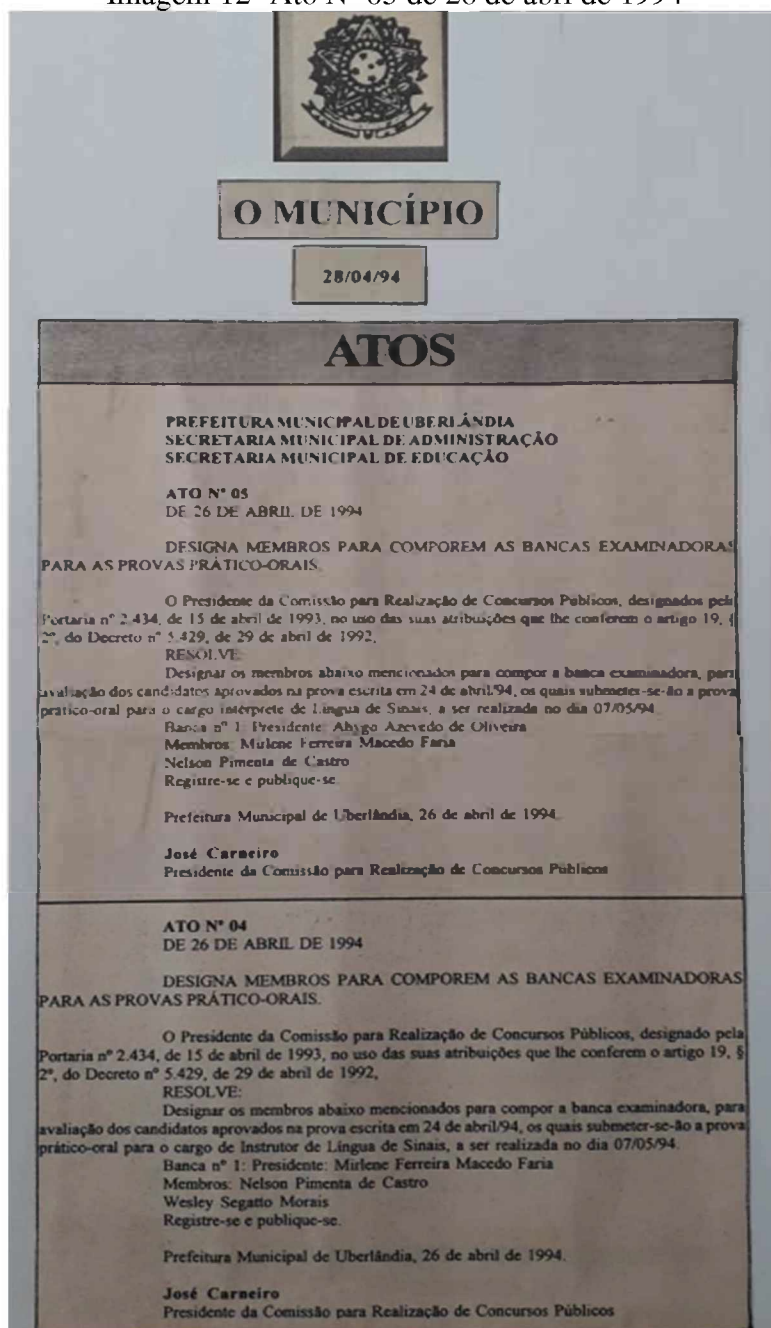 Imagem 12- Ato Nº 05 de 26 de abri de 1994
O MUNICÍPIO
28/04/94
ATOS
PREFEITURA MUNICIPAL DE UBERLÂNDIA
SECRETARIA MUNICIPAL DE ADMINISTRAÇÃO
SECRETARIA MUNICIPAL DE EDUCAÇÃO
ATO Nº 05
DE 26 DE ABRIL DE 1994
DESIGNA MEMBROS PARA COMPOREM AS BANCAS EXAMINADORAS
PARA AS PROVAS PRÁTICO-ORAIS.
O Presidente da Comissão para Realização de Concursos Públicos, designados pela
Portaria nº 2.434, de 15 de abril de 1993, no uso das suas atribuições que lhe conferem o artigo 19, §
2º, do Decreto nº 5.429, de 29 de abril de 1992,
RESOLVE:
Designar os membros abaixo mencionados para compor a banca examinadora, para
avaliação dos candidatos aprovados na prova escrita em 24 de abril/94, os quais submeter-se-ão a prova
prático-oral para o cargo intérprete de Língua de Sinais, a ser realizada no dia 07/05/94.
Banca nº 1: Presidente: Azevedo de Oliveira
Membros: Mirlene Ferreira Macedo Faria
Nelson Pimenta de Castro
Registre-se e publique-se.
Prefeitura Municipal de Uberlândia, 26 de abril de 1994.
José Carneiro
Presidente da Comissão para Realização de Concursos Públicos
ATO Nº 04
DE 26 DE ABRIL DE 1994
DESIGNA MEMBROS PARA COMPOREM AS BANCAS EXAMINADORAS
PARA AS PROVAS PRÁTICO-ORAIS.
O Presidente da Comissão para Realização de Concursos Públicos, designado pela
Portaria nº 2.434, de 15 de abril de 1993, no uso das suas atribuições que lhe conferem o artigo 19, §
2º, do Decreto nº 5.429, de 29 de abril de 1992,
RESOLVE:
Designar os membros abaixo mencionados para compor a banca examinadora, para
avaliação dos candidatos aprovados na prova escrita em 24 de abril/94, os quais submeter-se-ão a prova
prático-oral para o cargo de Instrutor de Língua de Sinais, a ser realizada no dia 07/05/94.
Banca nº 1: Presidente: Mirlene Ferreira Macedo Faria
Membros: Nelson Pimenta de Castro
Wesley Segatto Morais
Registre-se e publique-se.
Prefeitura Municipal de Uberlândia, 26 de abril de 1994.
José Carneiro
Presidente da Comissão para Realização de Concursos Públicos